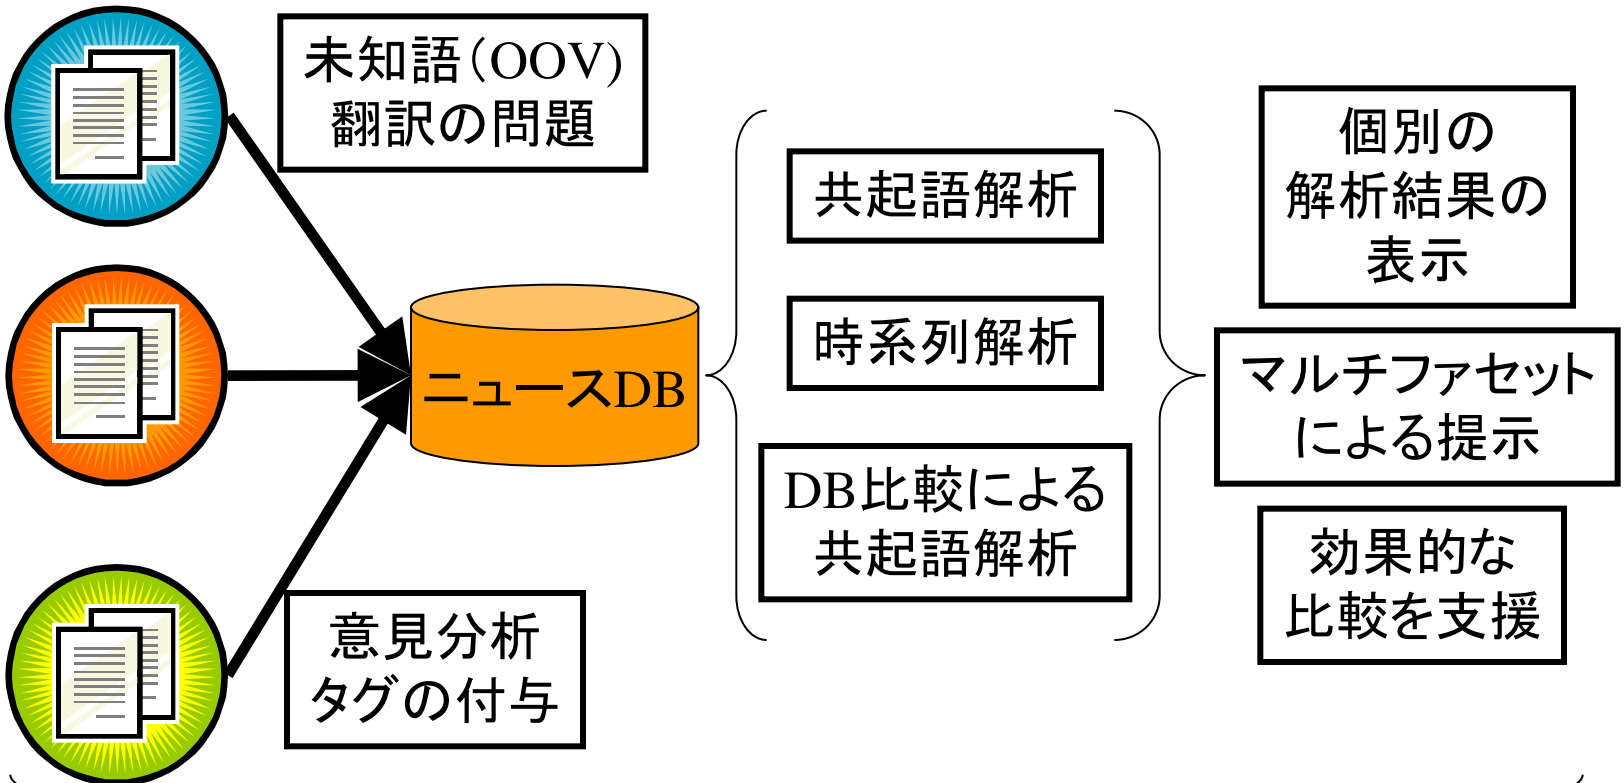 未知語（OOV)
翻訳の問題
ニュースDB
意見分析
タグの付与
共起語解析
時系列解析
DB比較による
共起語解析
個別の
解析結果の
表示
マルチファセット
による提示
効果的な
比較を支援